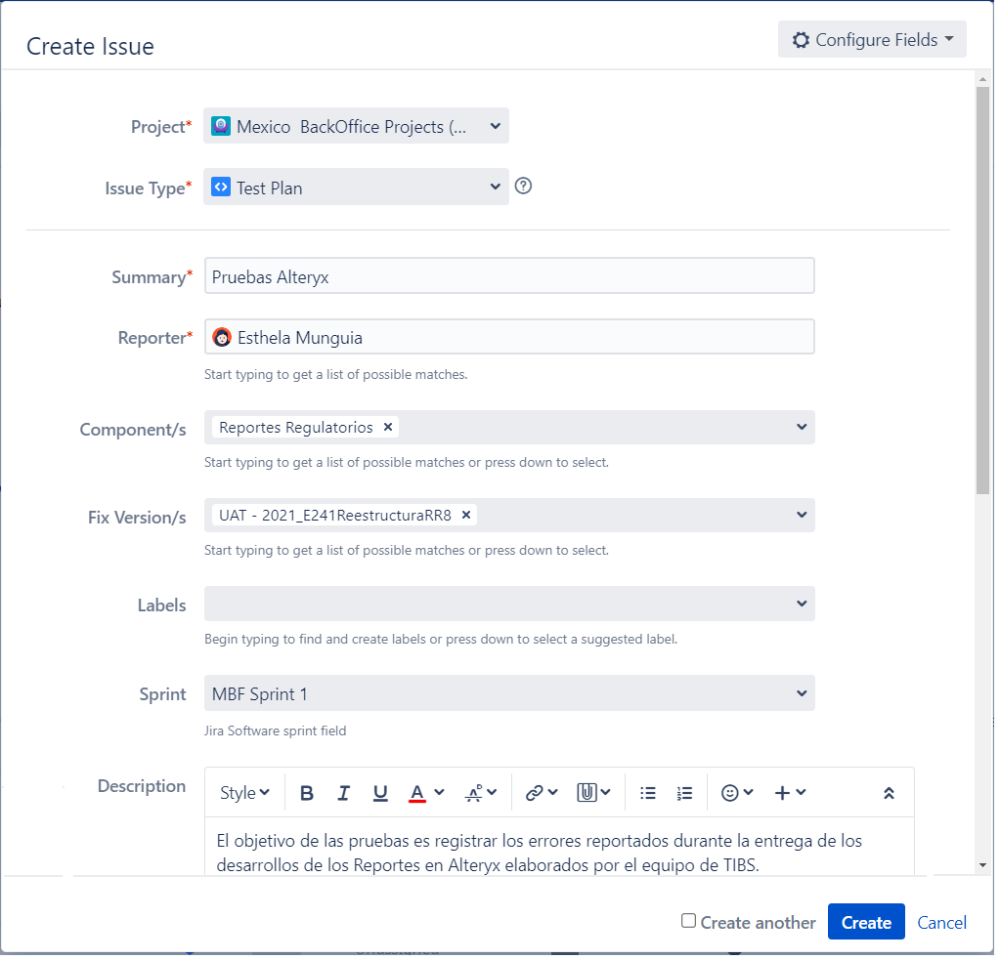 Create Issue
Configure Fields
Project*
Mexico BackOffice Projects (...
Issue Type*
Test Plan
Summary*
Pruebas Alteryx
Reporter*
Esthela Munguia
Start typing to get a list of possible matches.
Component/s
Reportes Regulatorios
Start typing to get a list of possible matches or press down to select.
Fix Version/s
UAT - 2021_E241ReestructuraRR8
Start typing to get a list of possible matches or press down to select.
Labels
Begin typing to find and create labels or press down to select a suggested label.
Sprint
MBF Sprint 1
Jira Software sprint field
Description
Style B I U A
El objetivo de las pruebas es registrar los errores reportados durante la entrega de los
desarrollos de los Reportes en Alteryx elaborados por el equipo de TIBS.
Create another
Create
Cancel